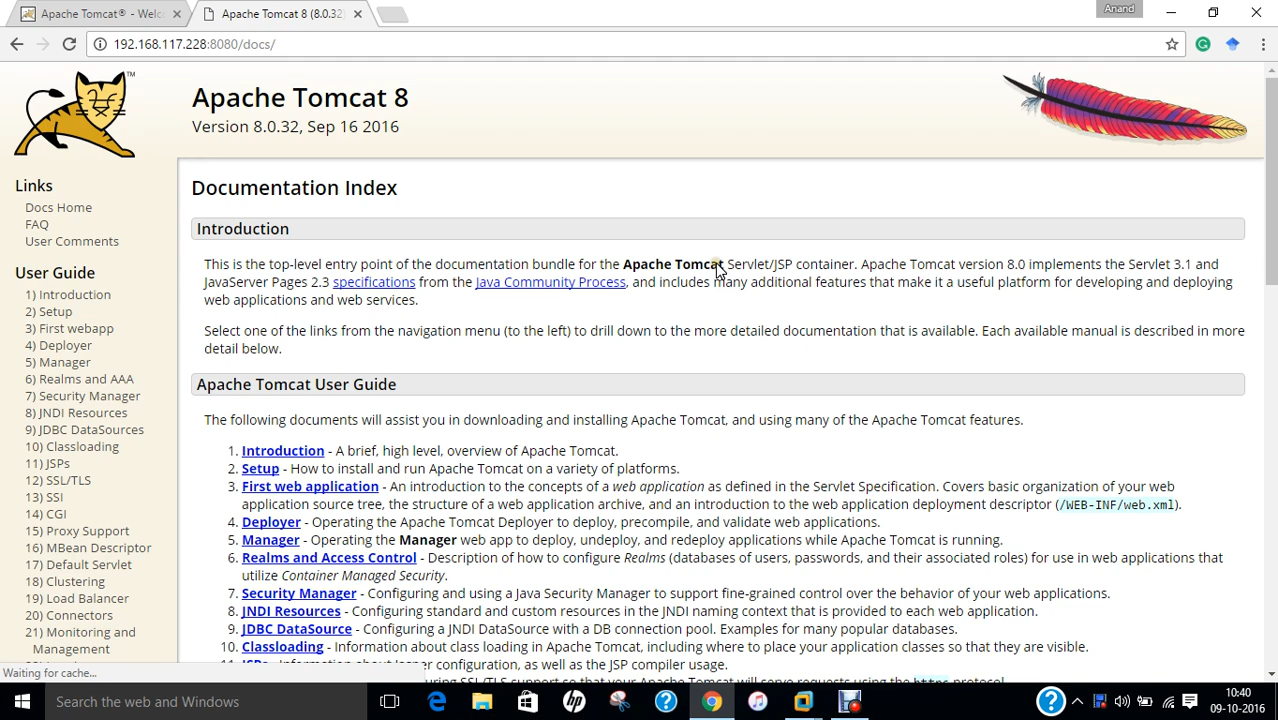 Apache Tomcat® - Welc
Apache Tomcat 8 (8.0.32)
Anand
192.168.117.228:8080/docs/
TM
Apache Tomcat 8
Version 8.0.32, Sep 16 2016
Links
Docs Home
FAQ
User Comments
User Guide
1) Introduction
2) Setup
3) First webapp
4) Deployer
5) Manager
6) Realms and AAA
7) Security Manager
8) JNDI Resources
9) JDBC DataSources
10) Classloading
11) JSPs
12) SSL/TLS
13) SSI
14) CGI
15) Proxy Support
16) MBean Descriptor
17) Default Servlet
18) Clustering
19) Load Balancer
20) Connectors
21) Monitoring and
Management
Documentation Index
Introduction
This is the top-level entry point of the documentation bundle for the Apache Tomcat Servlet/JSP container. Apache Tomcat version 8.0 implements the Servlet 3.1 and
JavaServer Pages 2.3 specifications from the Java Community Process, and includes many additional features that make it a useful platform for developing and deploying
web applications and web services.
Select one of the links from the navigation menu (to the left) to drill down to the more detailed documentation that is available. Each available manual is described in more
detail below.
Apache Tomcat User Guide
The following documents will assist you in downloading and installing Apache Tomcat, and using many of the Apache Tomcat features.
1. Introduction - A brief, high level, overview of Apache Tomcat.
2. Setup - How to install and run Apache Tomcat on a variety of platforms.
3. First web application - An introduction to the concepts of a web application as defined in the Servlet Specification. Covers basic organization of your web
application source tree, the structure of a web application archive, and an introduction to the web application deployment descriptor (/WEB-INF/web.xml).
4. Deployer - Operating the Apache Tomcat Deployer to deploy, precompile, and validate web applications.
5. Manager - Operating the Manager web app to deploy, undeploy, and redeploy applications while Apache Tomcat is running.
6. Realms and Access Control - Description of how to configure Realms (databases of users, passwords, and their associated roles) for use in web applications that
utilize Container Managed Security.
7. Security Manager - Configuring and using a Java Security Manager to support fine-grained control over the behavior of your web applications.
8. JNDI Resources - Configuring standard and custom resources in the JNDI naming context that is provided to each web application.
9. JDBC DataSource - Configuring a JNDI DataSource with a DB connection pool. Examples for many popular databases.
10. Classloading - Information about class loading in Apache Tomcat, including where to place your application classes so that they are visible.
11. JSPs - Information about Jasper configuration, as well as the JSP compiler usage.
uring SSL/TLS support so that your Apache Tomcat will serve requests using the https protocol.
Waiting for cache...
Search the web and Windows
10:40
09-10-2016